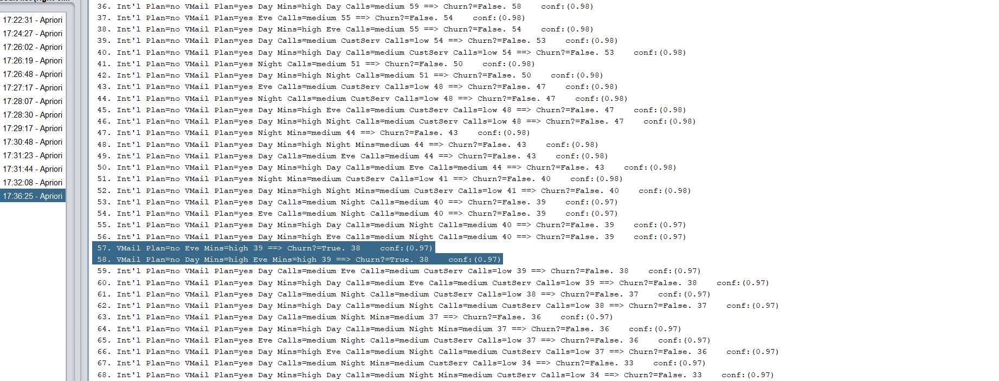 17:22:31 - Apriori
17:24:27 - Apriori
17:26:02 - Apriori
17:26:19 - Apriori
17:26:48 - Apriori
17:27:17 - Apriori
17:28:07 - Apriori
17:28:30 - Apriori
17:29:17 - Apriori
17:30:48 - Apriori
17:31:23 - Apriori
17:31:44 - Apriori
17:32:08 - Apriori
17:36:25 - Apriori
36. Int'l Plan=no VMail Plan=yes Day Mins=high Day Calls=medium 59 ==> Churn?=False. 58 conf:(0.98)
37. Int'l Plan=no VMail Plan=yes Eve Calls=medium 55 ==> Churn?=False. 54 conf:(0.98)
38. Int'l Plan=no VMail Plan=yes Day Mins=high Eve Calls=medium 55 ==> Churn?=False. 54 conf:(0.98)
39. Int'l Plan=no VMail Plan=yes Day Calls=medium CustServ Calls=low 54 ==> Churn?=False. 53 conf:(0.98)
40. Int'l Plan=no VMail Plan=yes Day Mins=high Day Calls=medium CustServ Calls=low 54 ==> Churn?=False. 53 conf:(0.98)
41. Int'l Plan=no VMail Plan=yes Night Calls=medium 51 ==> Churn?=False. 50 conf:(0.98)
42. Int'l Plan=no VMail Plan=yes Day Mins=high Night Calls=medium 51 ==> Churn?=False. 50 conf:(0.98)
43. Int'l Plan=no VMail Plan=yes Eve Calls=medium CustServ Calls=low 48 ==> Churn?=False. 47 conf:(0.98)
44. Int'l Plan=no VMail Plan=yes Night Calls=medium CustServ Calls=low 48 ==> Churn?=False. 47 conf:(0.98)
45. Int'l Plan=no VMail Plan=yes Day Mins=high Eve Calls=medium CustServ Calls=low 48 ==> Churn?=False. 47 conf:(0.98)
46. Int'l Plan=no VMail Plan=yes Day Mins=high Night Calls=medium CustServ Calls=low 48 ==> Churn?=False. 47 conf:(0.98)
47. Int'l Plan=no VMail Plan=yes Night Mins=medium 44 ==> Churn?=False. 43 conf:(0.98)
48. Int'l Plan=no VMail Plan=yes Day Mins=high Night Mins=medium 44 ==> Churn?=False. 43 conf:(0.98)
49. Int'l Plan=no VMail Plan=yes Day Calls=medium Eve Calls=medium 44 ==> Churn?=False. 43 conf:(0.98)
50. Int'l Plan=no VMail Plan=yes Day Mins=high Day Calls=medium Eve Calls=medium 44 ==> Churn?=False. 43 conf:(0.98)
51. Int'l Plan=no VMail Plan=yes Night Mins=medium CustServ Calls=low 41 ==> Churn?=False. 40 conf:(0.98)
52. Int'l Plan=no VMail Plan=yes Day Mins=high Night Mins=medium CustServ Calls=low 41 ==> Churn?=False. 40 conf:(0.98)
53. Int'l Plan=no VMail Plan=yes Day Calls=medium Night Calls=medium 40 ==> Churn?=False. 39 conf:(0.97)
54. Int'l Plan=no VMail Plan=yes Eve Calls=medium Night Calls=medium 40 ==> Churn?=False. 39 conf:(0.97)
55. Int'l Plan=no VMail Plan=yes Day Mins=high Day Calls=medium Night Calls=medium 40 ==> Churn?=False. 39 conf:(0.97)
56. Int'l Plan=no VMail Plan=yes Day Mins=high Eve Calls=medium Night Calls=medium 40 ==> Churn?=False. 39 conf:(0.97)
57. VMail Plan=no Eve Mins=high 39 ==> Churn?=True. 38 conf:(0.97)
58. VMail Plan=no Day Mins=high Eve Mins=high 39 ==> Churn?=True. 38 conf:(0.97)
59. Int'l Plan=no VMail Plan=yes Day Calls=medium Eve Calls=medium CustServ Calls=low 39 ==> Churn?=False. 38 conf:(0.97)
60. Int'l Plan=no VMail Plan=yes Day Mins=high Day Calls=medium Eve Calls=medium CustServ Calls=low 39 ==> Churn?=False. 38 conf:(0.97)
61. Int'l Plan=no VMail Plan=yes Day Calls=medium Night Calls=medium CustServ Calls=low 38 ==> Churn?=False. 37 conf:(0.97)
62. Int'l Plan=no VMail Plan=yes Day Mins=high Day Calls=medium Night Calls=medium CustServ Calls=low 38 ==> Churn?=False. 37 conf:(0.97)
63. Int'l Plan=no VMail Plan=yes Day Calls=medium Night Mins=medium 37 ==> Churn?=False. 36 conf:(0.97)
64. Int'l Plan=no VMail Plan=yes Day Mins=high Day Calls=medium Night Mins=medium 37 ==> Churn?=False. 36 conf:(0.97)
65. Int'l Plan=no VMail Plan=yes Eve Calls=medium Night Calls=medium CustServ Calls=low 37 ==> Churn?=False. 36 conf:(0.97)
66. Int'l Plan=no VMail Plan=yes Day Mins=high Eve Calls=medium Night Calls=medium CustServ Calls=low 37 ==> Churn?=False. 36 conf:(0.97)
67. Int'l Plan=no VMail Plan=yes Day Calls=medium Night Mins=medium CustServ Calls=low 34 ==> Churn?=False. 33 conf:(0.97)
68. Int'l Plan=no VMail Plan=yes Day Mins=high Day Calls=medium Night Mins=medium CustServ Calls=low 34 ==> Churn?=False. 33 conf:(0.97)